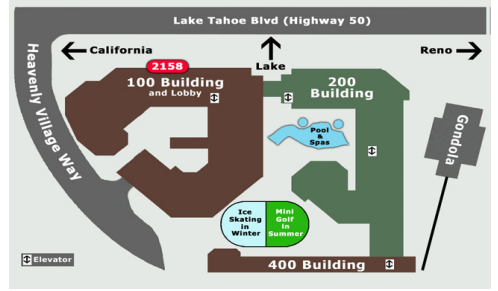 Lake Tahoe Blvd (Highway 50)
California
Lake
Reno
Heavenly Village Way
2158
100 Building
and Lobby
200
Building
Pool
&
Spas
Gondola
Ice
Skating
in
Winter
Mini
Golf
in
Summer
400 Building
Elevator